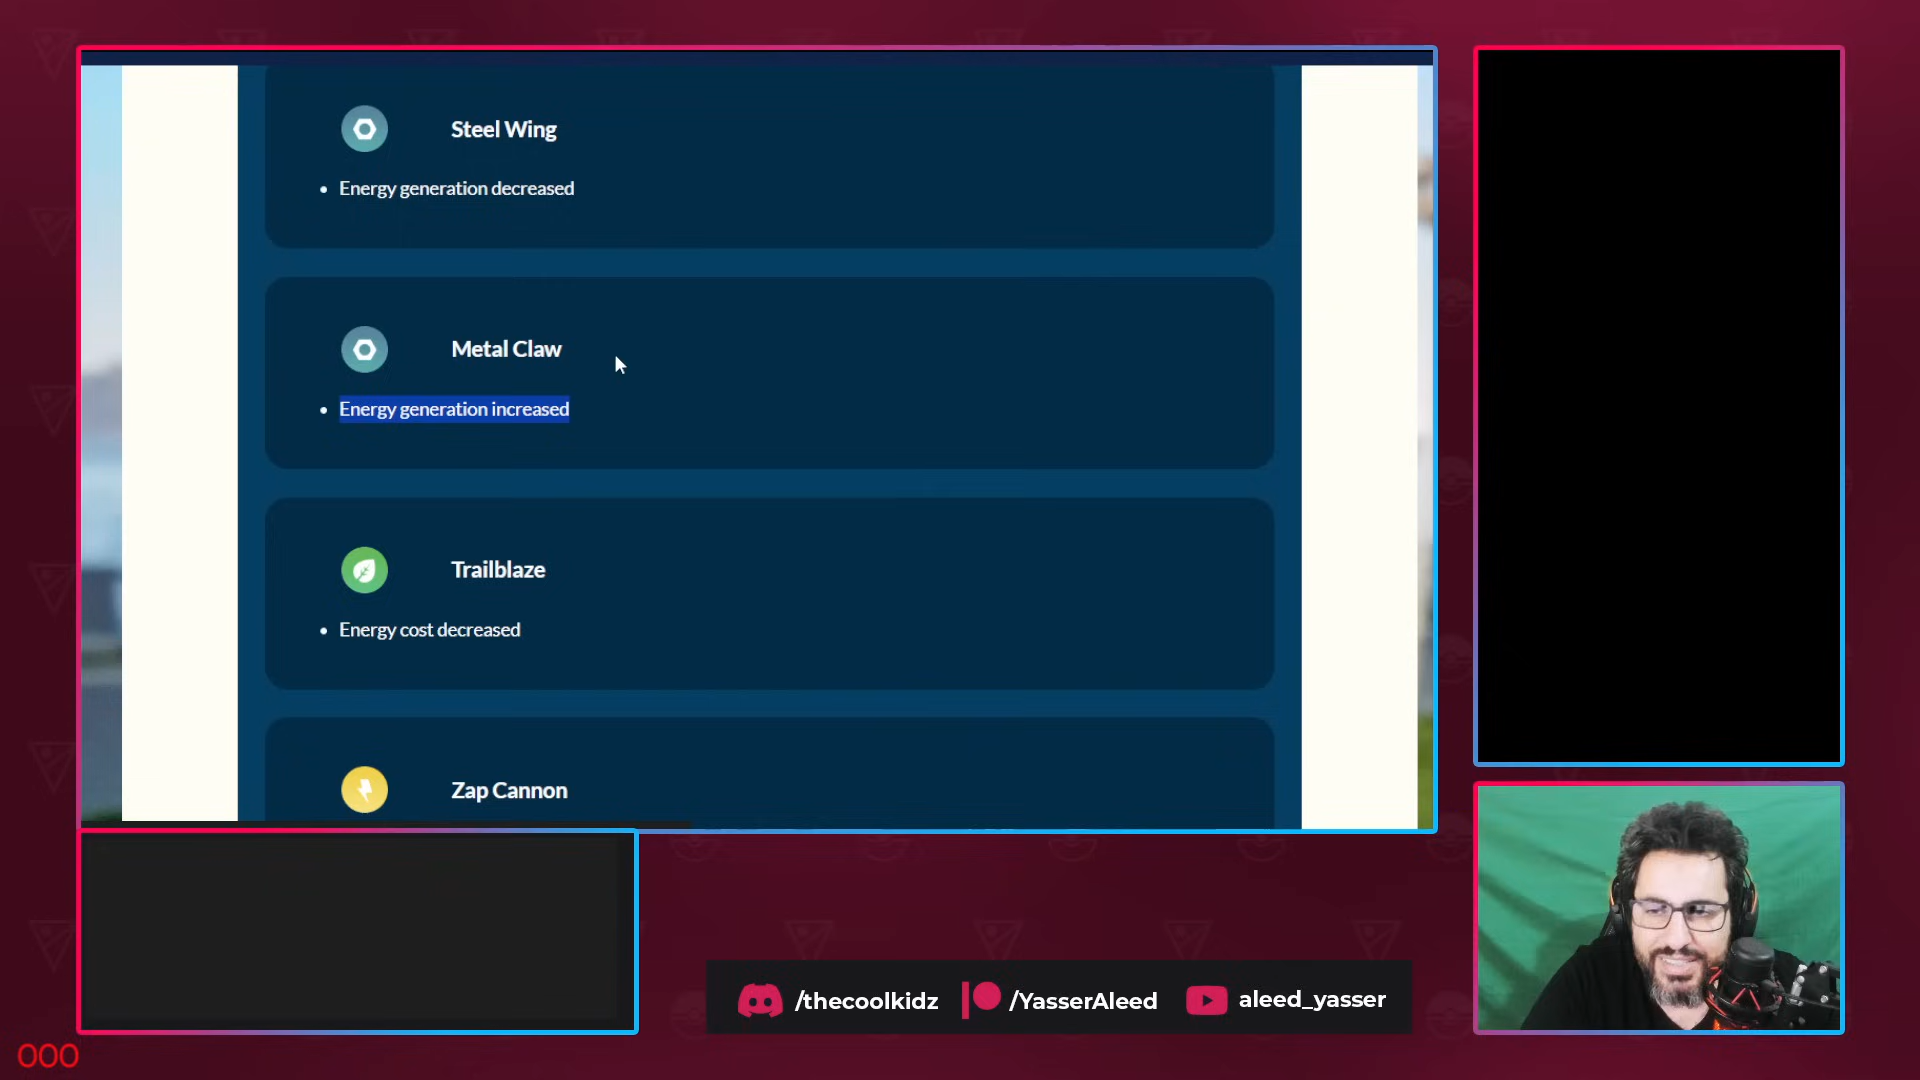 Steel Wing
• Energy generation decreased
Metal Claw
• Energy generation increased
Trailblaze
• Energy cost decreased
Zap Cannon
/thecoolkidz /YasserAleed aleed_yasser
000